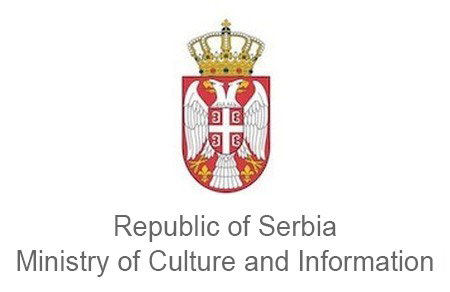 Republic of Serbia
Ministry of Culture and Information